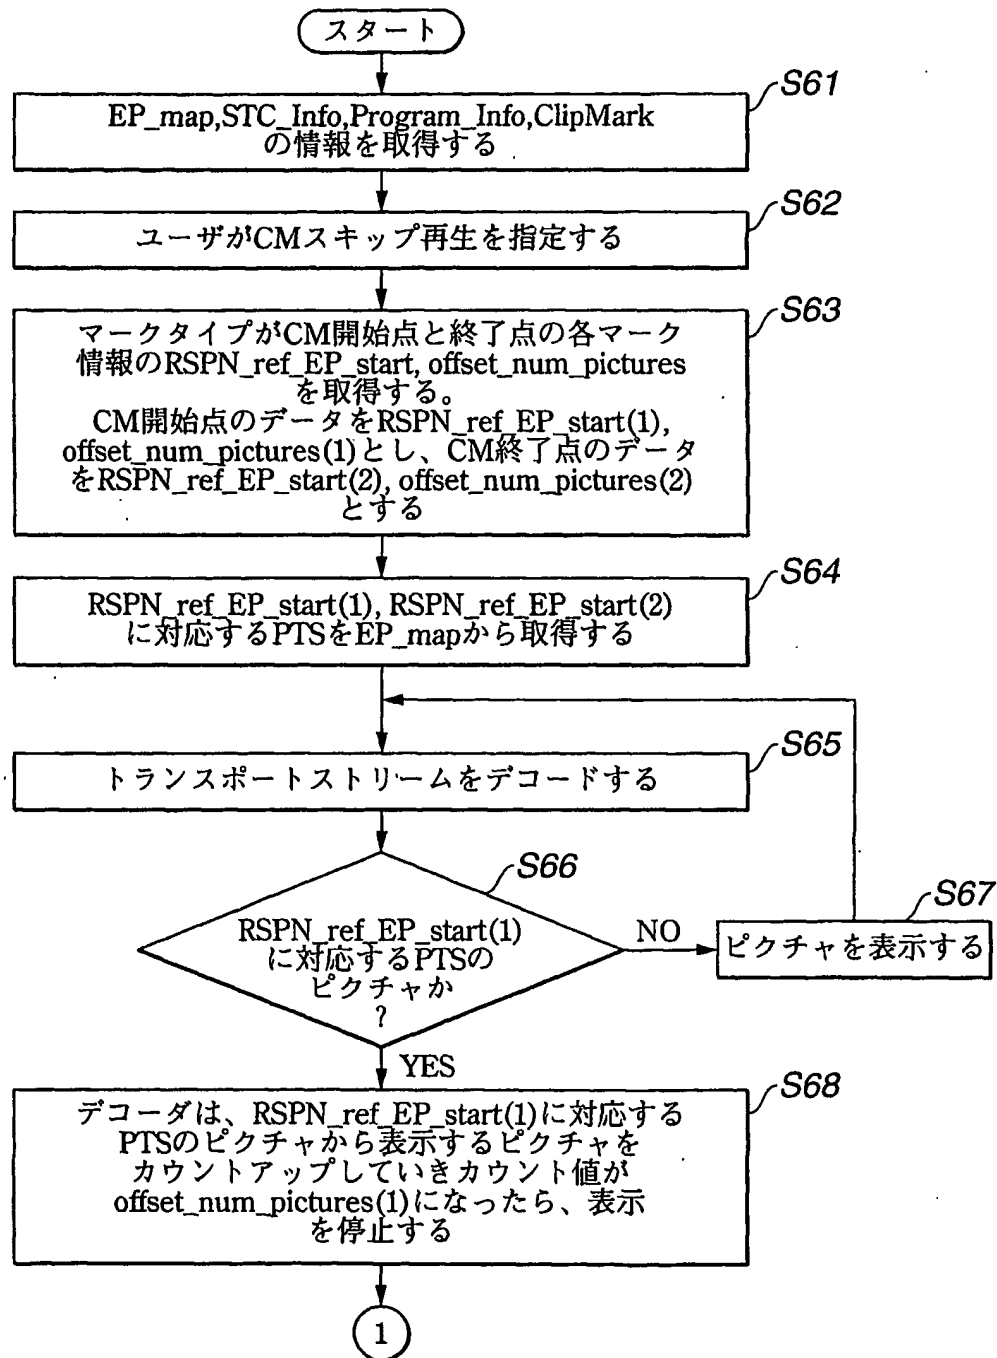 スタート
S61
EP_map,STC_Info,Program_Info,ClipMark
の情報を取得する
S62
ユーザがCMスキップ再生を指定する
S63
マークタイプがCM開始点と終了点の各マーク
情報のRSPN_ref_EP_start, offset_num_pictures
を取得する。
CM開始点のデータをRSPN_ref_EP_start(1),
offset_num_pictures(1)とし、CM終了点のデータ
をRSPN_ref_EP_start(2), offset_num_pictures(2)
とする
S64
RSPN_ref_EP_start(1), RSPN_ref_EP_start(2)
に対応するPTSをEP_mapから取得する
S65
トランスポートストリームをデコードする
S66
RSPN_ref_EP_start(1)
に対応するPTSの
ピクチャか
?
NO
S67
ピクチャを表示する
YES
S68
デコーダは、RSPN_ref_EP_start(1)に対応する
PTSのピクチャから表示するピクチャを
カウントアップしていきカウント値が
offset_num_pictures(1)になったら、表示
を停止する
1